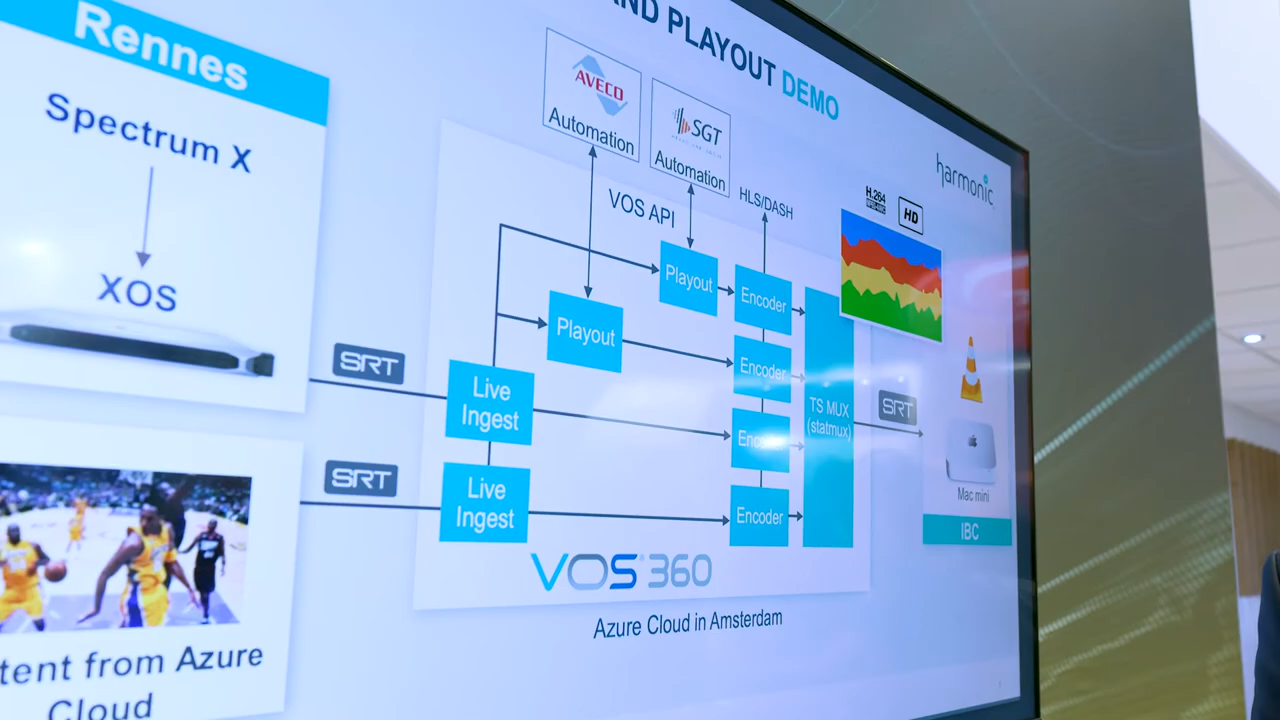 AND PLAYOUT DEMO
Rennes
Spectrum X
XOS
tent from Azure
Cloud
SRT
SRT
AVECO
Automation
SGT
Automation
VOS API
HLS/DASH
Playout
Playout
Live
Ingest
Live
Ingest
Encoder
Encoder
Encoder
Encoder
TS MUX
(statmux)
VOS 360
Azure Cloud in Amsterdam
harmonic
H.264
HD
SRT
Mac mini
IBC